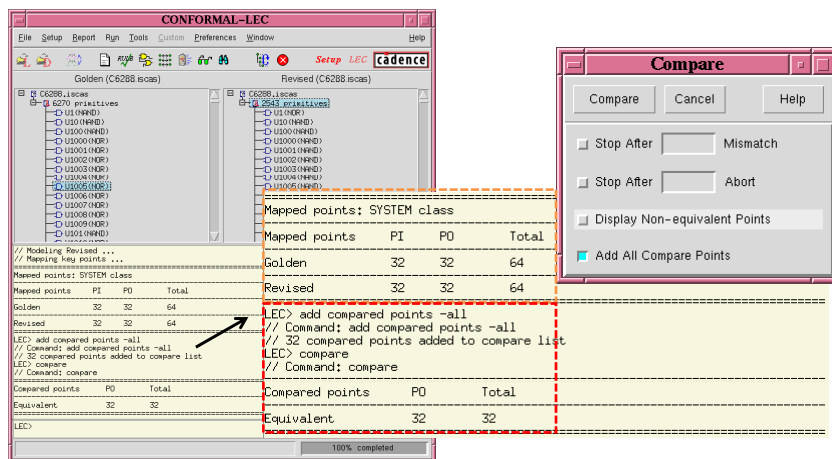 CONFORMAL-LEC
File Setup Report Run Tools Custom Preferences Window Help
Setup LEC cādence
Golden (C6288.iscas) Revised (C6288.iscas)
C6288.iscas
6270 primitives
U1(NAND)
U10(NAND)
U100(NAND)
U1000(NOR)
U1001(NOR)
U1002(NOR)
U1003(NOR)
U1004(NOR)
U1005(NOR)
U1006(NOR)
U1007(NOR)
U1008(NOR)
U1009(NOR)
U101(NAND)
C6288.iscas
2543 primitives
U1(NOR)
U10(NAND)
U100(NAND)
U1000(NAND)
U1001(NAND)
U1002(NAND)
U1003(NAND)
U1004(NAND)
U1005(NAND)
// Modeling Revised ...
// Mapping key points ...
Mapped points: SYSTEM class
Mapped points PI PO Total
Golden 32 32 64
Revised 32 32 64
LEC> add compared points -all
// Command: add compared points -all
// 32 compared points added to compare list
LEC> compare
// Command: compare
Compared points PO Total
Equivalent 32 32
LEC>
100% completed
Mapped points: SYSTEM class
Mapped points PI PO Total
Golden 32 32 64
Revised 32 32 64
LEC> add compared points -all
// Command: add compared points -all
// 32 compared points added to compare list
LEC> compare
// Command: compare
Compared points PO Total
Equivalent 32 32
Compare
Compare Cancel Help
Stop After Mismatch
Stop After Abort
Display Non-equivalent Points
Add All Compare Points